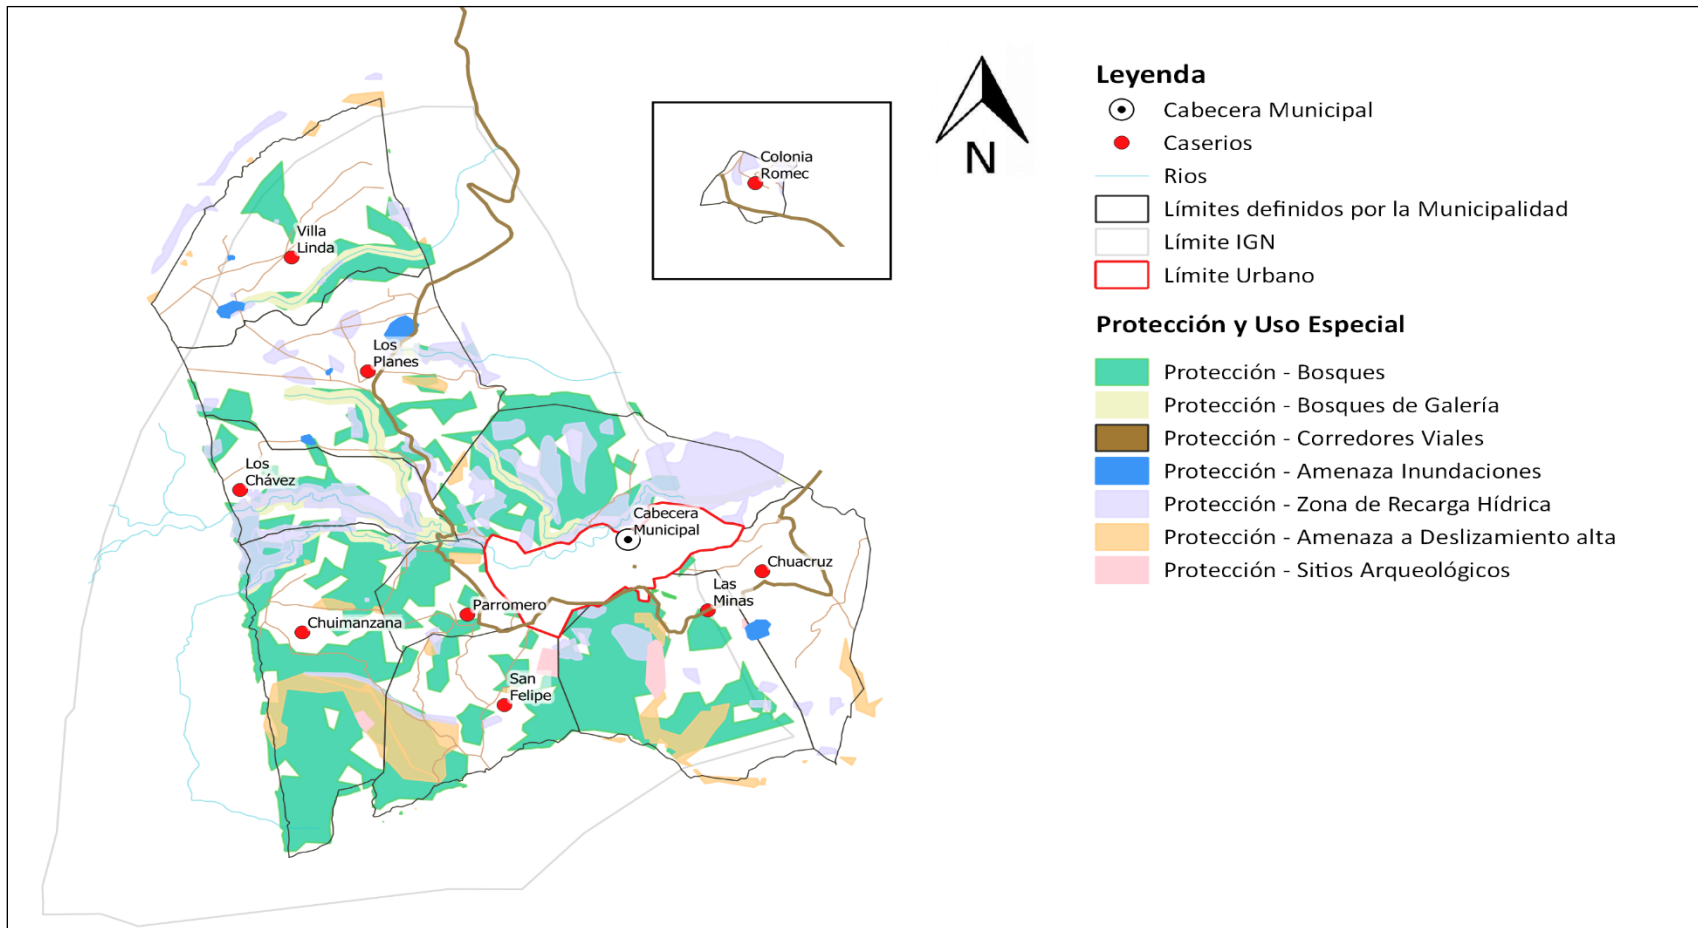 Villa
Linda
Los
Planes
Los
Chávez
Cabecera
Municipal
Chuacruz
Las
Minas
Parromero
Chuimanzana
San
Felipe
Colonia
Romec
N
Leyenda
Cabecera Municipal
Caserios
Rios
Límites definidos por la Municipalidad
Límite IGN
Límite Urbano
Protección y Uso Especial
Protección - Bosques
Protección - Bosques de Galería
Protección - Corredores Viales
Protección - Amenaza Inundaciones
Protección - Zona de Recarga Hídrica
Protección - Amenaza a Deslizamiento alta
Protección - Sitios Arqueológicos